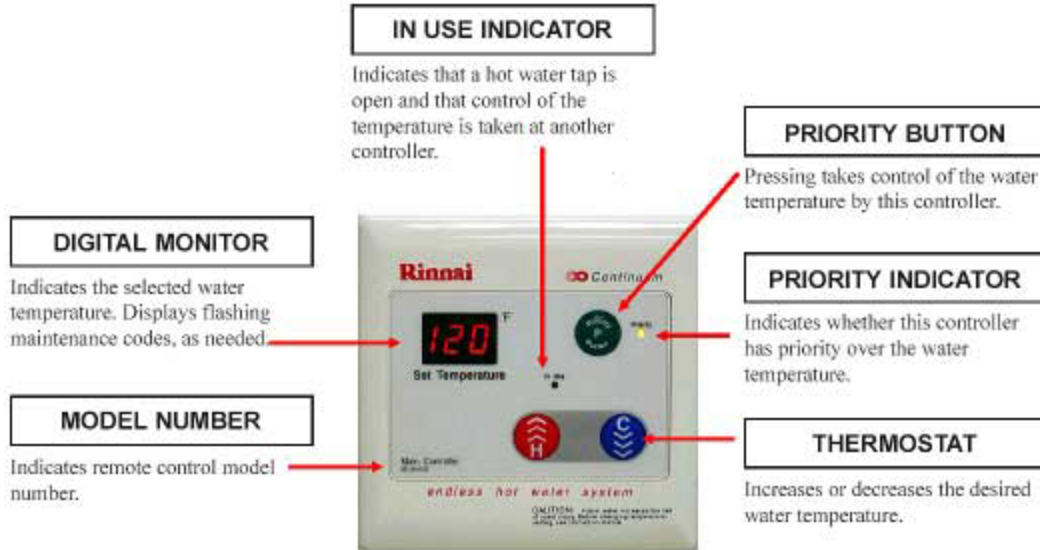 IN USE INDICATOR
Indicates that a hot water tap is
open and that control of the
temperature is taken at another
controller.
PRIORITY BUTTON
Pressing takes control of the water
temperature by this controller.
DIGITAL MONITOR
Indicates the selected water
temperature. Displays flashing
maintenance codes, as needed.
PRIORITY INDICATOR
Indicates whether this controller
has priority over the water
temperature.
MODEL NUMBER
Indicates remote control model
number.
THERMOSTAT
Increases or decreases the desired
water temperature.
Rinnai
Continuum
120 °F
Set Temperature
P
H
C
Main Controller
endless hot water system
CAUTION: